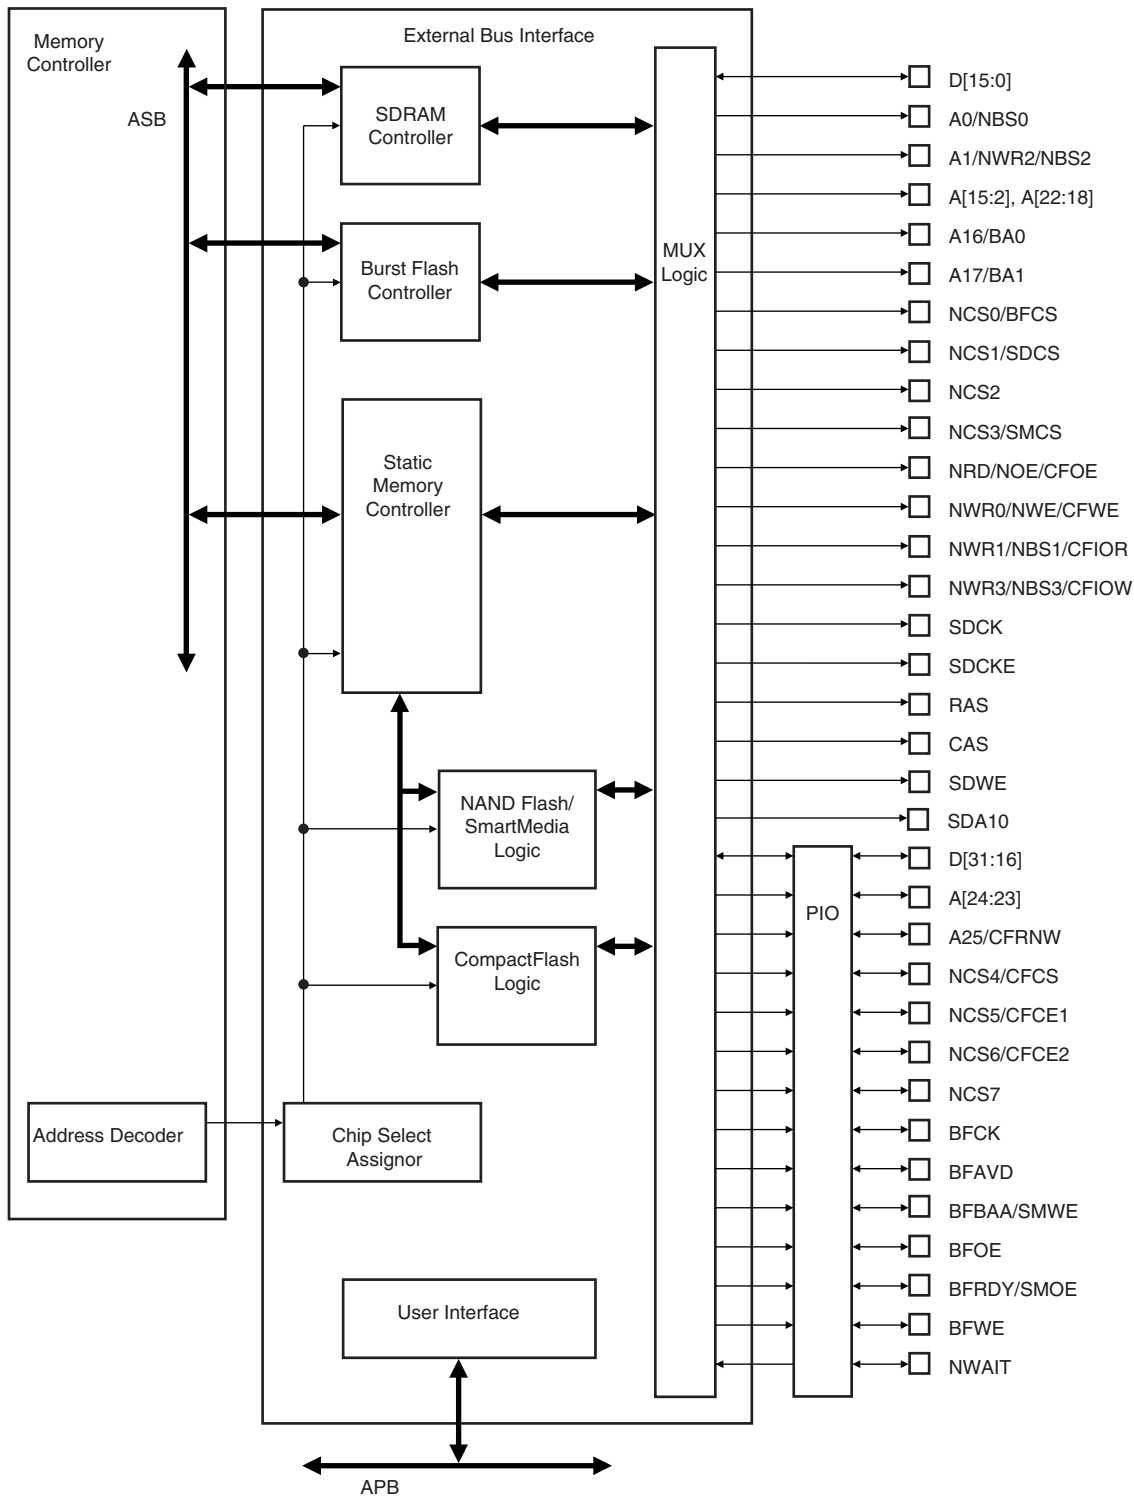 Memory
Controller
ASB
External Bus Interface
SDRAM
Controller
Burst Flash
Controller
Static
Memory
Controller
NAND Flash/
SmartMedia
Logic
CompactFlash
Logic
Address Decoder
Chip Select
Assignor
User Interface
APB
MUX
Logic
PIO
D[15:0]
A0/NBS0
A1/NWR2/NBS2
A[15:2], A[22:18]
A16/BA0
A17/BA1
NCS0/BFCS
NCS1/SDCS
NCS2
NCS3/SMCS
NRD/NOE/CFOE
NWR0/NWE/CFWE
NWR1/NBS1/CFIOR
NWR3/NBS3/CFIOW
SDCK
SDCKE
RAS
CAS
SDWE
SDA10
D[31:16]
A[24:23]
A25/CFRNW
NCS4/CFCS
NCS5/CFCE1
NCS6/CFCE2
NCS7
BFCK
BFAVD
BFBAA/SMWE
BFOE
BFRDY/SMOE
BFWE
NWAIT